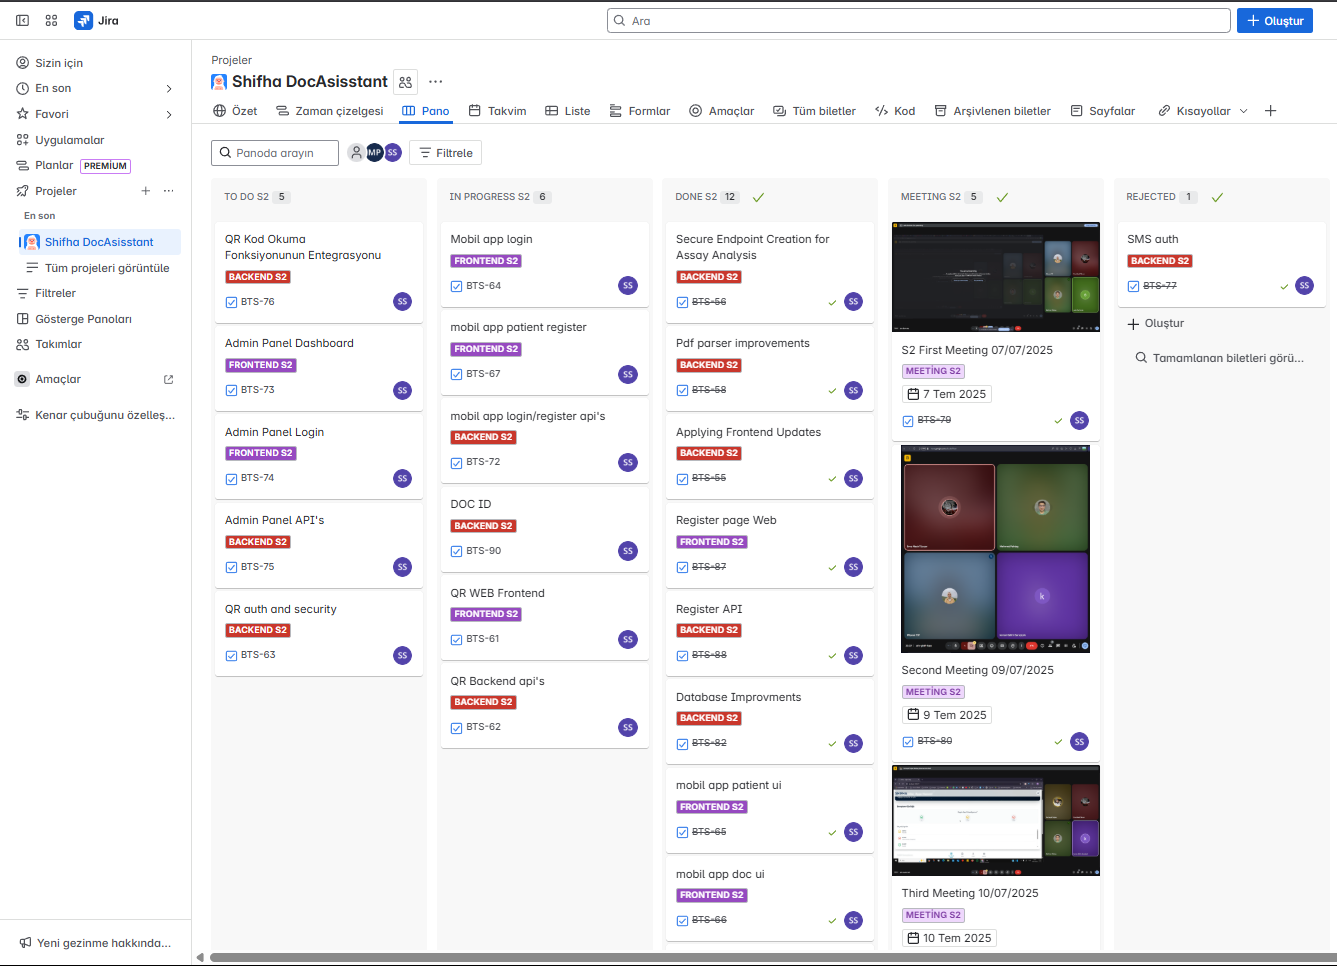 Jira
Ara
Oluştur
Sizin için
En son
Favori
Uygulamalar
Planlar PREMIUM
Projeler
En son
Shifha DocAsisstant
Tüm projeleri görüntüle
Filtreler
Gösterge Panoları
Takımlar
Amaçlar
Kenar çubuğunu özelleş...
Yeni gezinme hakkında...
Projeler
Shifha DocAsisstant
Özet
Zaman çizelgesi
Pano
Takvim
Liste
Formlar
Amaçlar
Tüm biletler
Kod
Arşivlenen biletler
Sayfalar
Kısayollar
Panoda arayın
MP
SS
Filtrele
TO DO S2 5
QR Kod Okuma
Fonksiyonunun Entegrasyonu
BACKEND S2
BTS-76
SS
Admin Panel Dashboard
FRONTEND S2
BTS-73
SS
Admin Panel Login
FRONTEND S2
BTS-74
SS
Admin Panel API's
BACKEND S2
BTS-75
SS
QR auth and security
BACKEND S2
BTS-63
SS
IN PROGRESS S2 6
Mobil app login
FRONTEND S2
BTS-64
SS
mobil app patient register
FRONTEND S2
BTS-67
SS
mobil app login/register api's
BACKEND S2
BTS-72
SS
DOC ID
BACKEND S2
BTS-90
SS
QR WEB Frontend
FRONTEND S2
BTS-61
SS
QR Backend api's
BACKEND S2
BTS-62
SS
DONE S2 12
Secure Endpoint Creation for
Assay Analysis
BACKEND S2
BTS-56
SS
Pdf parser improvements
BACKEND S2
BTS-58
SS
Applying Frontend Updates
BACKEND S2
BTS-55
SS
Register page Web
FRONTEND S2
BTS-87
SS
Register API
BACKEND S2
BTS-88
SS
Database Improvments
BACKEND S2
BTS-82
SS
mobil app patient ui
FRONTEND S2
BTS-65
SS
mobil app doc ui
FRONTEND S2
BTS-66
SS
MEETING S2 5
S2 First Meeting 07/07/2025
MEETİNG S2
7 Tem 2025
BTS-79
SS
k
Second Meeting 09/07/2025
MEETİNG S2
9 Tem 2025
BTS-80
SS
Third Meeting 10/07/2025
MEETİNG S2
10 Tem 2025
REJECTED 1
SMS auth
BACKEND S2
BTS-77
SS
Oluştur
Tamamlanan biletleri görü...